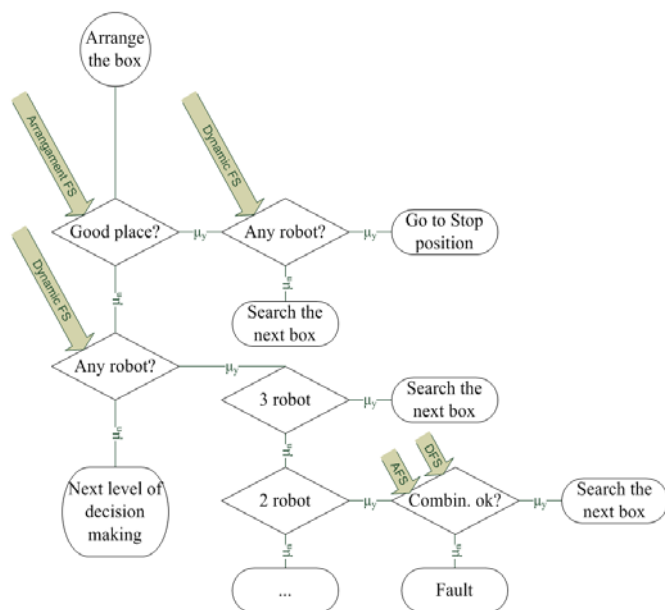 Arrange
the box
Arrangament FS
Dynamic FS
Good place?
μy
Any robot?
μy
Go to Stop
position
μn
μn
Dynamic FS
Search the
next box
Any robot?
μy
3 robot
μy
Search the
next box
μn
μn
AFS
DFS
Next level of
decision
making
2 robot
μy
Combin. ok?
μy
Search the
next box
μn
μn
...
Fault